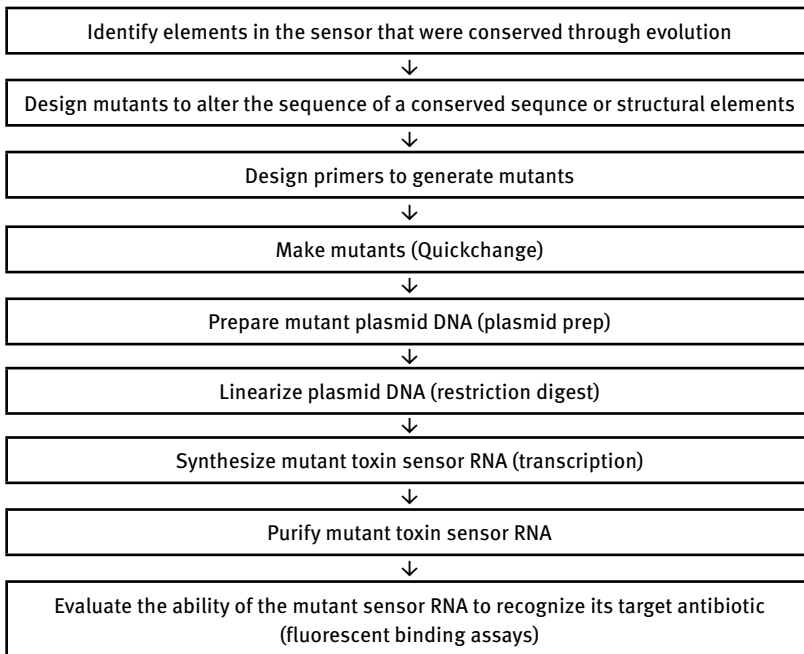 Identify elements in the sensor that were conserved through evolution
↓
Design mutants to alter the sequence of a conserved sequnce or structural elements
↓
Design primers to generate mutants
↓
Make mutants (Quickchange)
↓
Prepare mutant plasmid DNA (plasmid prep)
↓
Linearize plasmid DNA (restriction digest)
↓
Synthesize mutant toxin sensor RNA (transcription)
↓
Purify mutant toxin sensor RNA
↓
Evaluate the ability of the mutant sensor RNA to recognize its target antibiotic
(fluorescent binding assays)